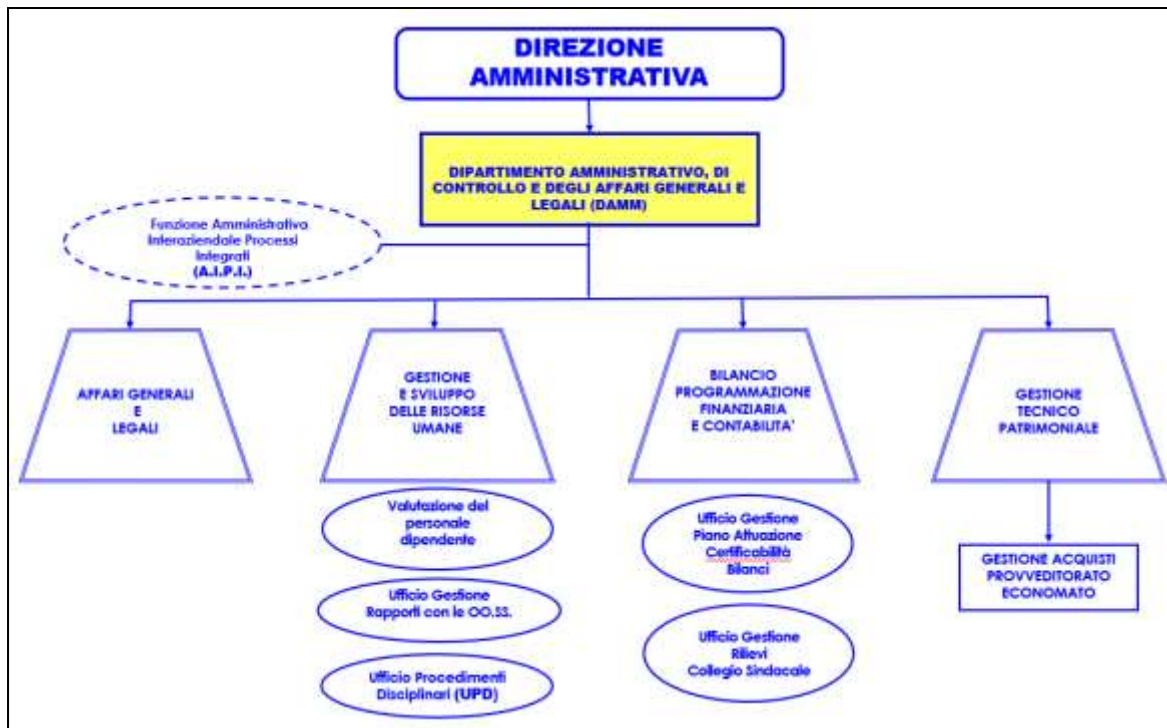 DIREZIONE
AMMINISTRATIVA
DIPARTIMENTO AMMINISTRATIVO, DI
CONTROLLO E DEGLI AFFARI GENERALI E
LEGALI (DAMM)
Funzione Amministrativa
Interaziendale Processi
Integrati
(A.I.P.I.)
AFFARI GENERALI
E
LEGALI
GESTIONE
E SVILUPPO
DELLE RISORSE
UMANE
BILANCIO
PROGRAMMAZIONE
FINANZIARIA
E CONTABILITA'
GESTIONE
TECNICO
PATRIMONIALE
Valutazione del
personale
dipendente
Ufficio Gestione
Rapporti con le OO.SS.
Ufficio Procedimenti
Disciplinari (UPD)
Ufficio Gestione
Piano Attuazione
Certificabilità
Bilanci
Ufficio Gestione
Rilievi
Collegio Sindacale
GESTIONE ACQUISTI
PROVVEDITORATO
ECONOMATO